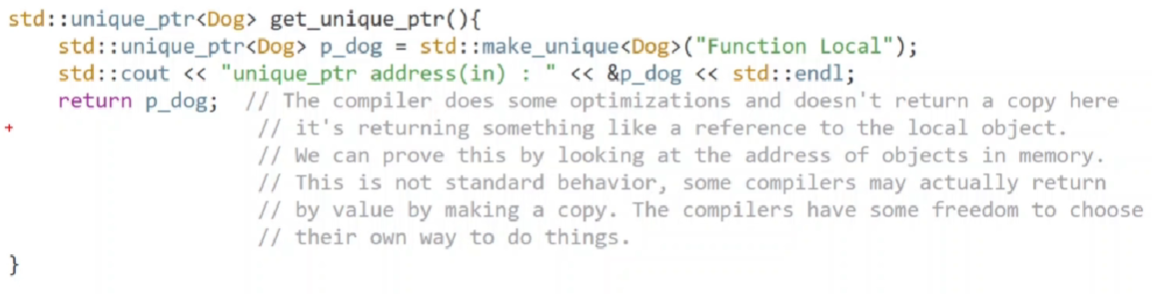 std::unique_ptr<Dog> get_unique_ptr(){
    std::unique_ptr<Dog> p_dog = std::make_unique<Dog>("Function Local");
    std::cout << "unique_ptr address(in) : " << &p_dog << std::endl;
    return p_dog;  // The compiler does some optimizations and doesn't return a copy here
+                  // it's returning something like a reference to the local object.
                   // We can prove this by looking at the address of objects in memory.
                   // This is not standard behavior, some compilers may actually return
                   // by value by making a copy. The compilers have some freedom to choose
                   // their own way to do things.
}